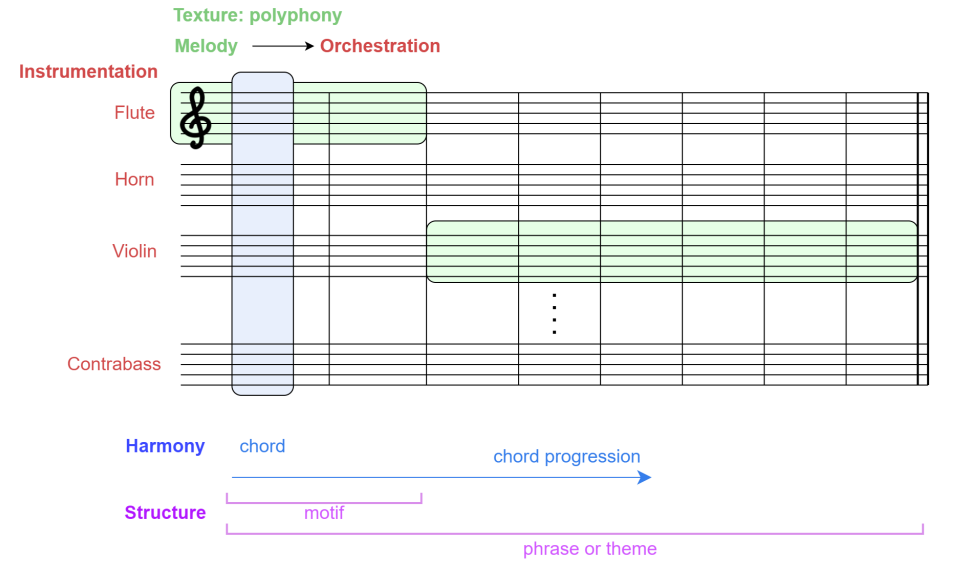 Texture: polyphony
Melody
Orchestration
Instrumentation
Flute
Horn
Violin
Contrabass
Harmony
chord
chord progression
Structure
motif
phrase or theme